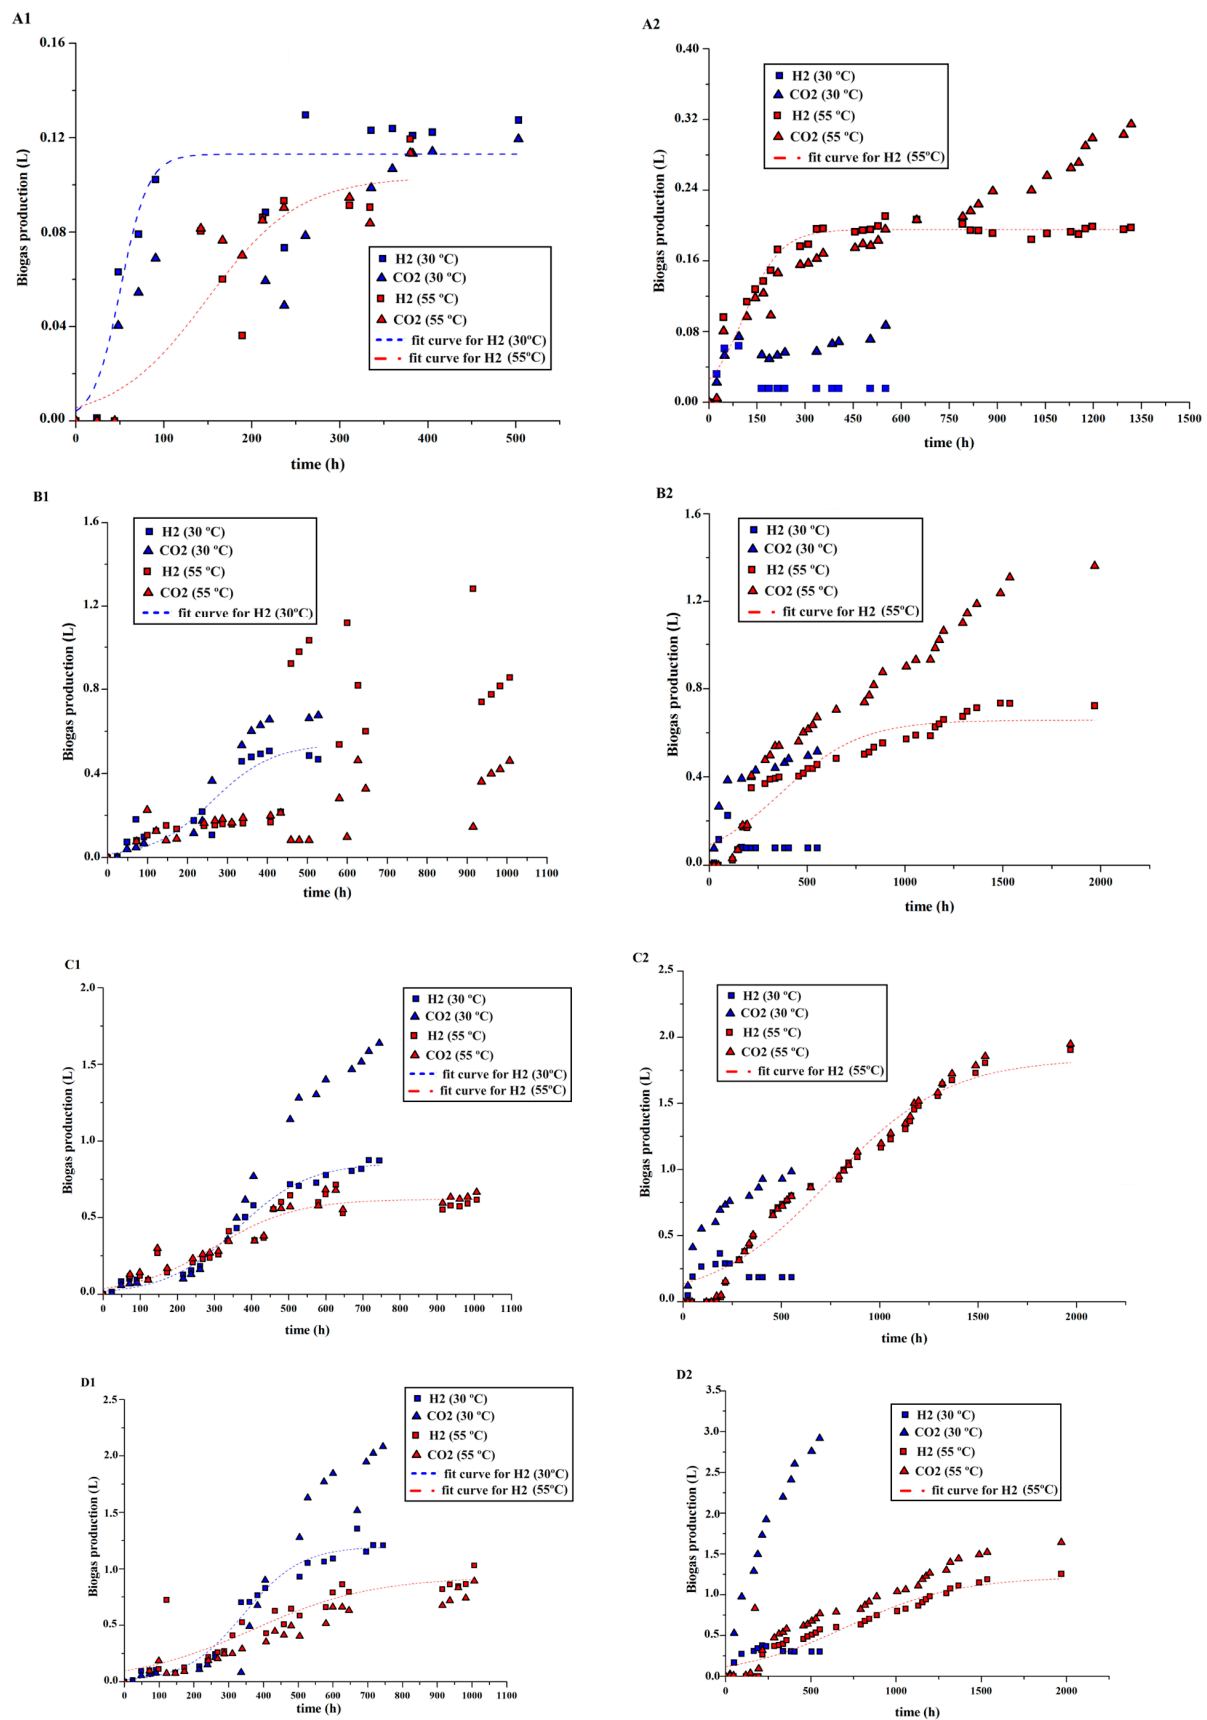 A1
0.16
0.12
0.08
0.04
0.00
Biogas production (L)
H2 (30 ºC)
CO2 (30 ºC)
H2 (55 ºC)
CO2 (55 ºC)
fit curve for H2 (30ºC)
fit curve for H2 (55ºC)
0 100 200 300 400 500
time (h)
A2
0.40
0.32
0.24
0.16
0.08
0.00
Biogas production (L)
H2 (30 ºC)
CO2 (30 ºC)
H2 (55 ºC)
CO2 (55 ºC)
fit curve for H2 (55ºC)
0 150 300 450 600 750 900 1050 1200 1350 1500
time (h)
B1
1.6
1.2
0.8
0.4
0.0
Biogas production (L)
H2 (30 ºC)
CO2 (30 ºC)
H2 (55 ºC)
CO2 (55 ºC)
fit curve for H2 (30ºC)
0 100 200 300 400 500 600 700 800 900 1000 1100
time (h)
B2
1.6
1.2
0.8
0.4
0.0
Biogas production (L)
H2 (30 ºC)
CO2 (30 ºC)
H2 (55 ºC)
CO2 (55 ºC)
fit curve for H2 (55ºC)
0 500 1000 1500 2000
time (h)
C1
2.0
1.5
1.0
0.5
0.0
Biogas production (L)
H2 (30 ºC)
CO2 (30 ºC)
H2 (55 ºC)
CO2 (55 ºC)
fit curve for H2 (30ºC)
fit curve for H2 (55ºC)
0 100 200 300 400 500 600 700 800 900 1000 1100
time (h)
C2
2.5
2.0
1.5
1.0
0.5
0.0
Biogas production (L)
H2 (30 ºC)
CO2 (30 ºC)
H2 (55 ºC)
CO2 (55 ºC)
fit curve for H2 (55ºC)
0 500 1000 1500 2000
time (h)
D1
2.5
2.0
1.5
1.0
0.5
0.0
Biogas production (L)
H2 (30 ºC)
CO2 (30 ºC)
H2 (55 ºC)
CO2 (55 ºC)
fit curve for H2 (30ºC)
fit curve for H2 (55ºC)
0 100 200 300 400 500 600 700 800 900 1000 1100
time (h)
D2
3.5
3.0
2.5
2.0
1.5
1.0
0.5
0.0
Biogas production (L)
H2 (30 ºC)
CO2 (30 ºC)
H2 (55 ºC)
CO2 (55 ºC)
fit curve for H2 (55ºC)
0 500 1000 1500 2000
time (h)